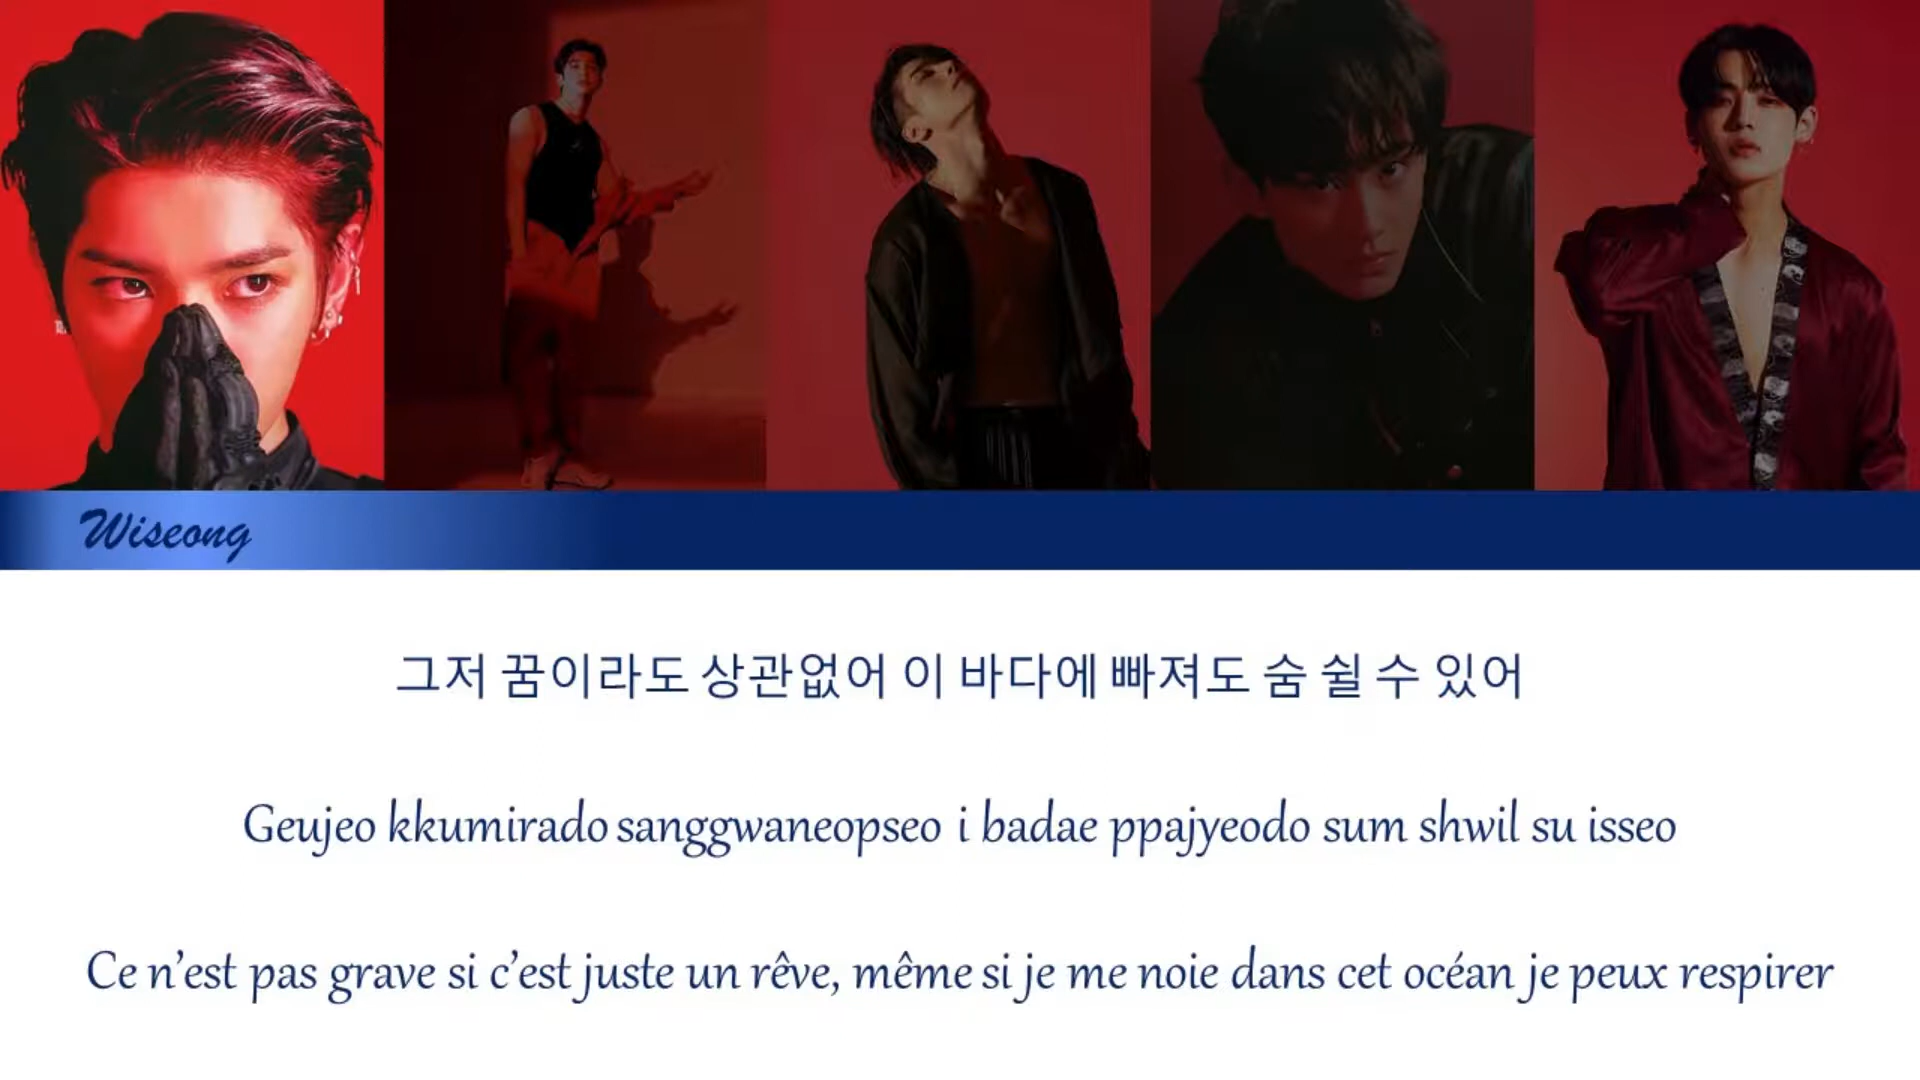 Wiseong
그저 꿈이라도 상관없어 이 바다에 빠져도 숨 쉴 수 있어
Geujeo kkumirado sanggwaneopseo i badae ppajyeodo sum shwil su isseo
Ce n’est pas grave si c’est juste un rêve, même si je me noie dans cet océan je peux respirer